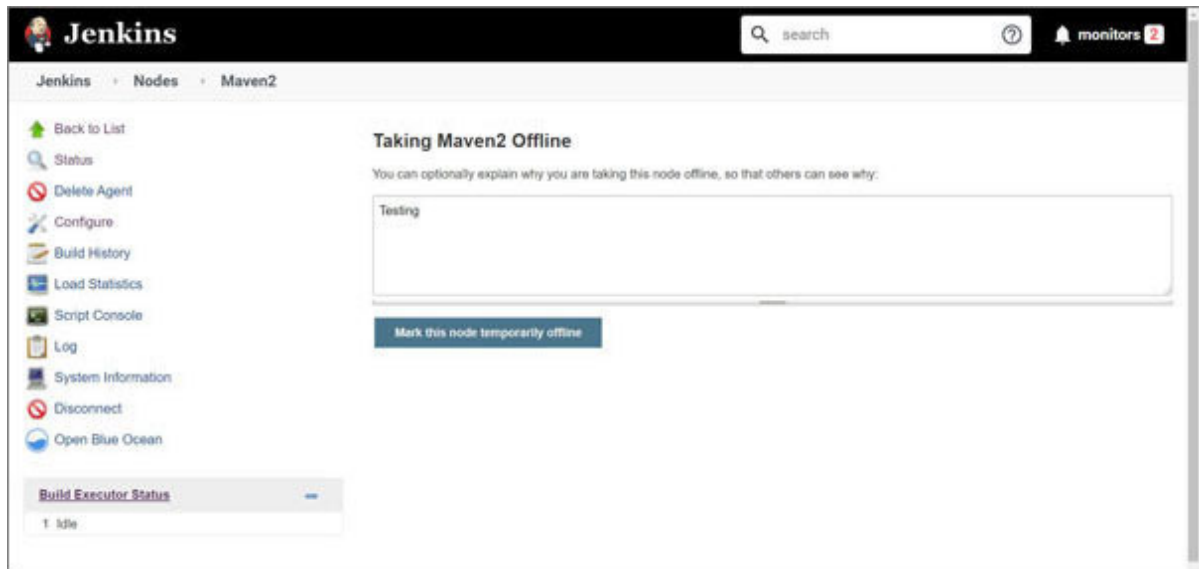 Jenkins
search
monitors 2
Jenkins Nodes Maven2
Back to List
Status
Delete Agent
Configure
Build History
Load Statistics
Script Console
Log
System Information
Disconnect
Open Blue Ocean
Build Executor Status
1 Idle
Taking Maven2 Offline
You can optionally explain why you are taking this node offline, so that others can see why:
Testing
Mark this node temporarily offline